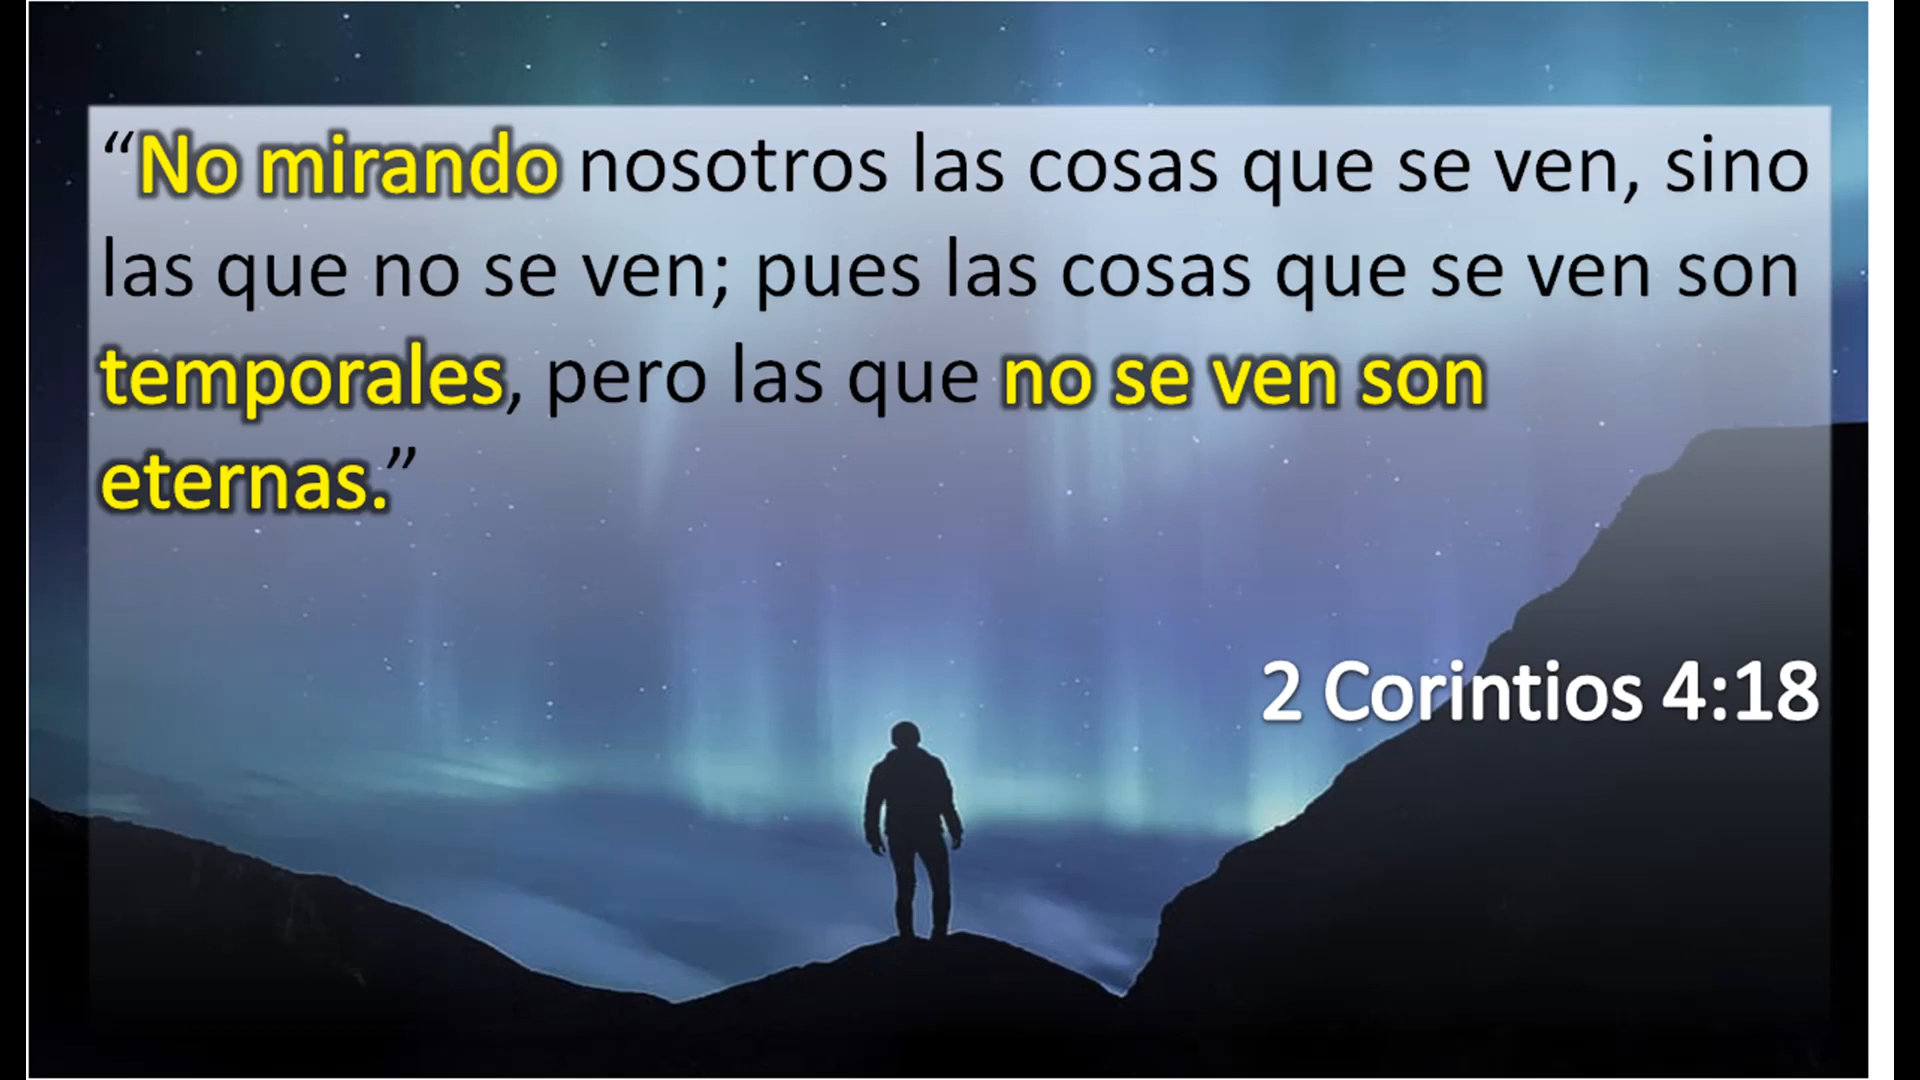 “No mirando nosotros las cosas que se ven, sino
las que no se ven; pues las cosas que se ven son
temporales, pero las que no se ven son
eternas.”
2 Corintios 4:18